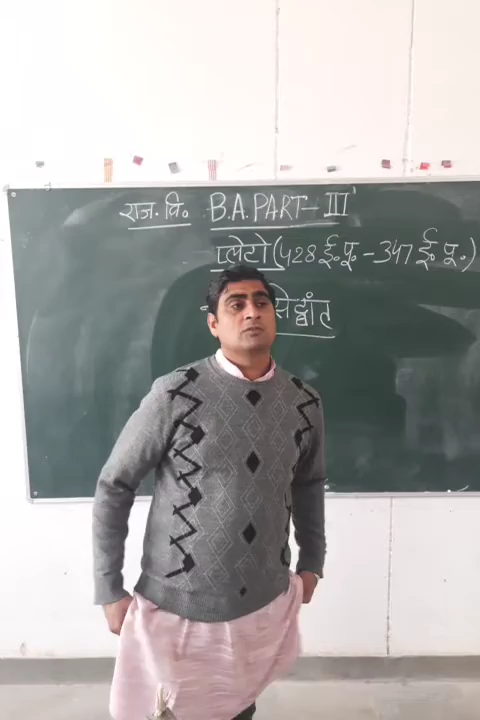 राज. वि. B.A. PART-III
प्लेटो (428 ई. पू. - 347 ई. पू.)
सिद्धांत